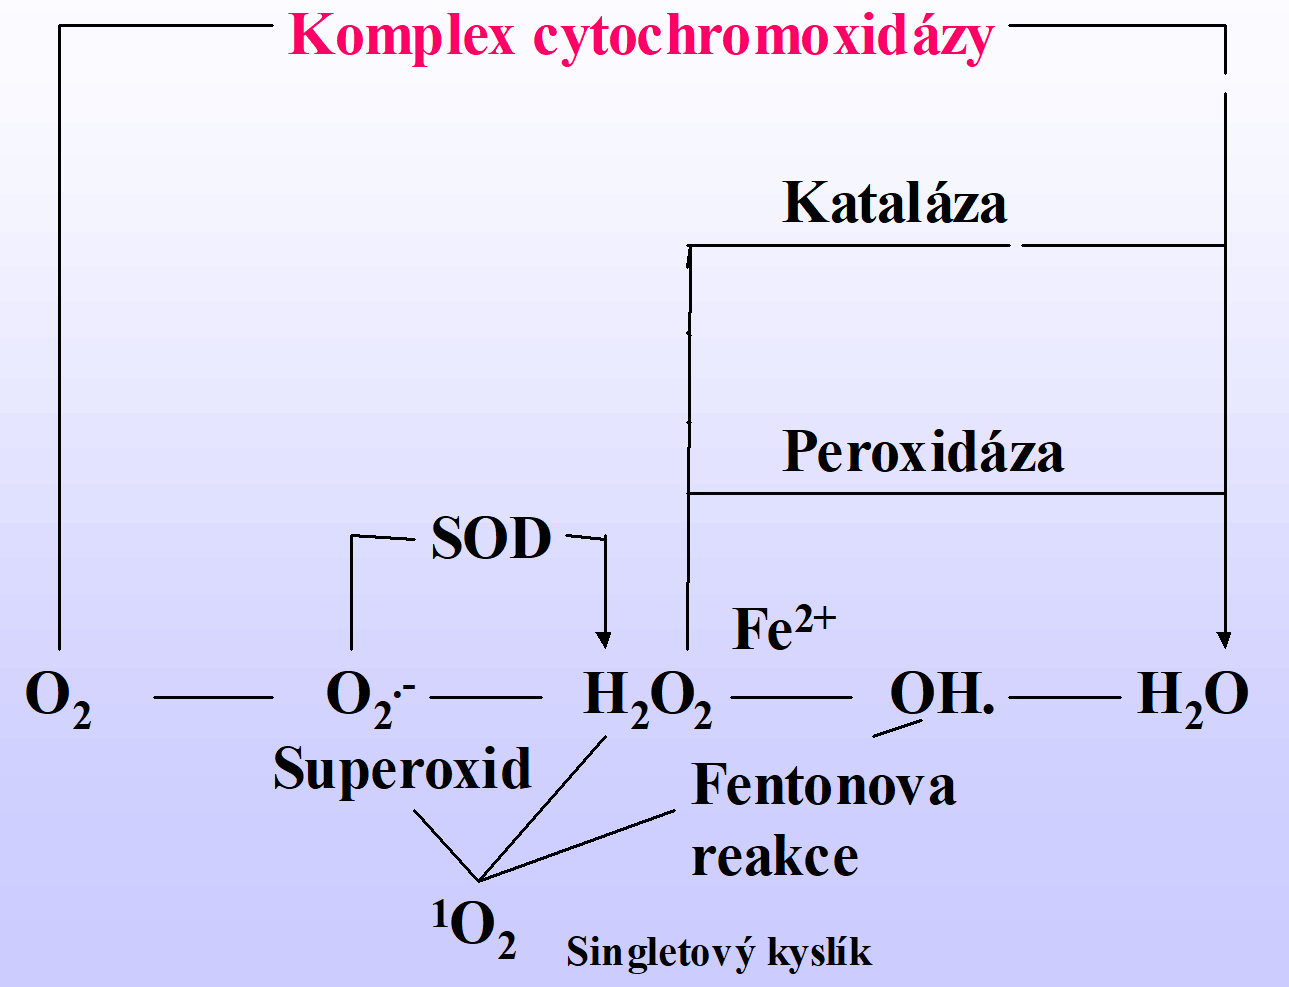 Komplex cytochromoxidázy
Kataláza
Peroxidáza
SOD
Fe²⁺
O₂ O₂·⁻ H₂O₂ OH. H₂O
Superoxid
Fentonova
reakce
¹O₂
Singletový kyslík